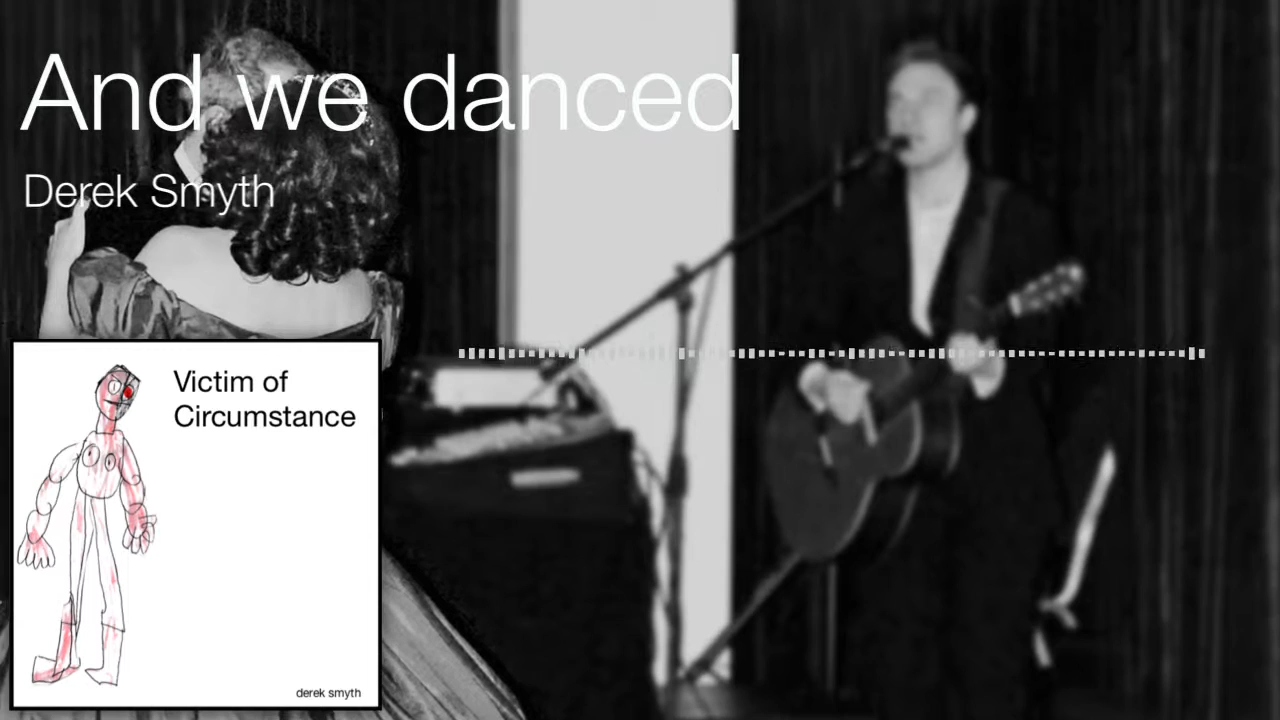 And we danced
Derek Smyth
Victim of
Circumstance
derek smyth